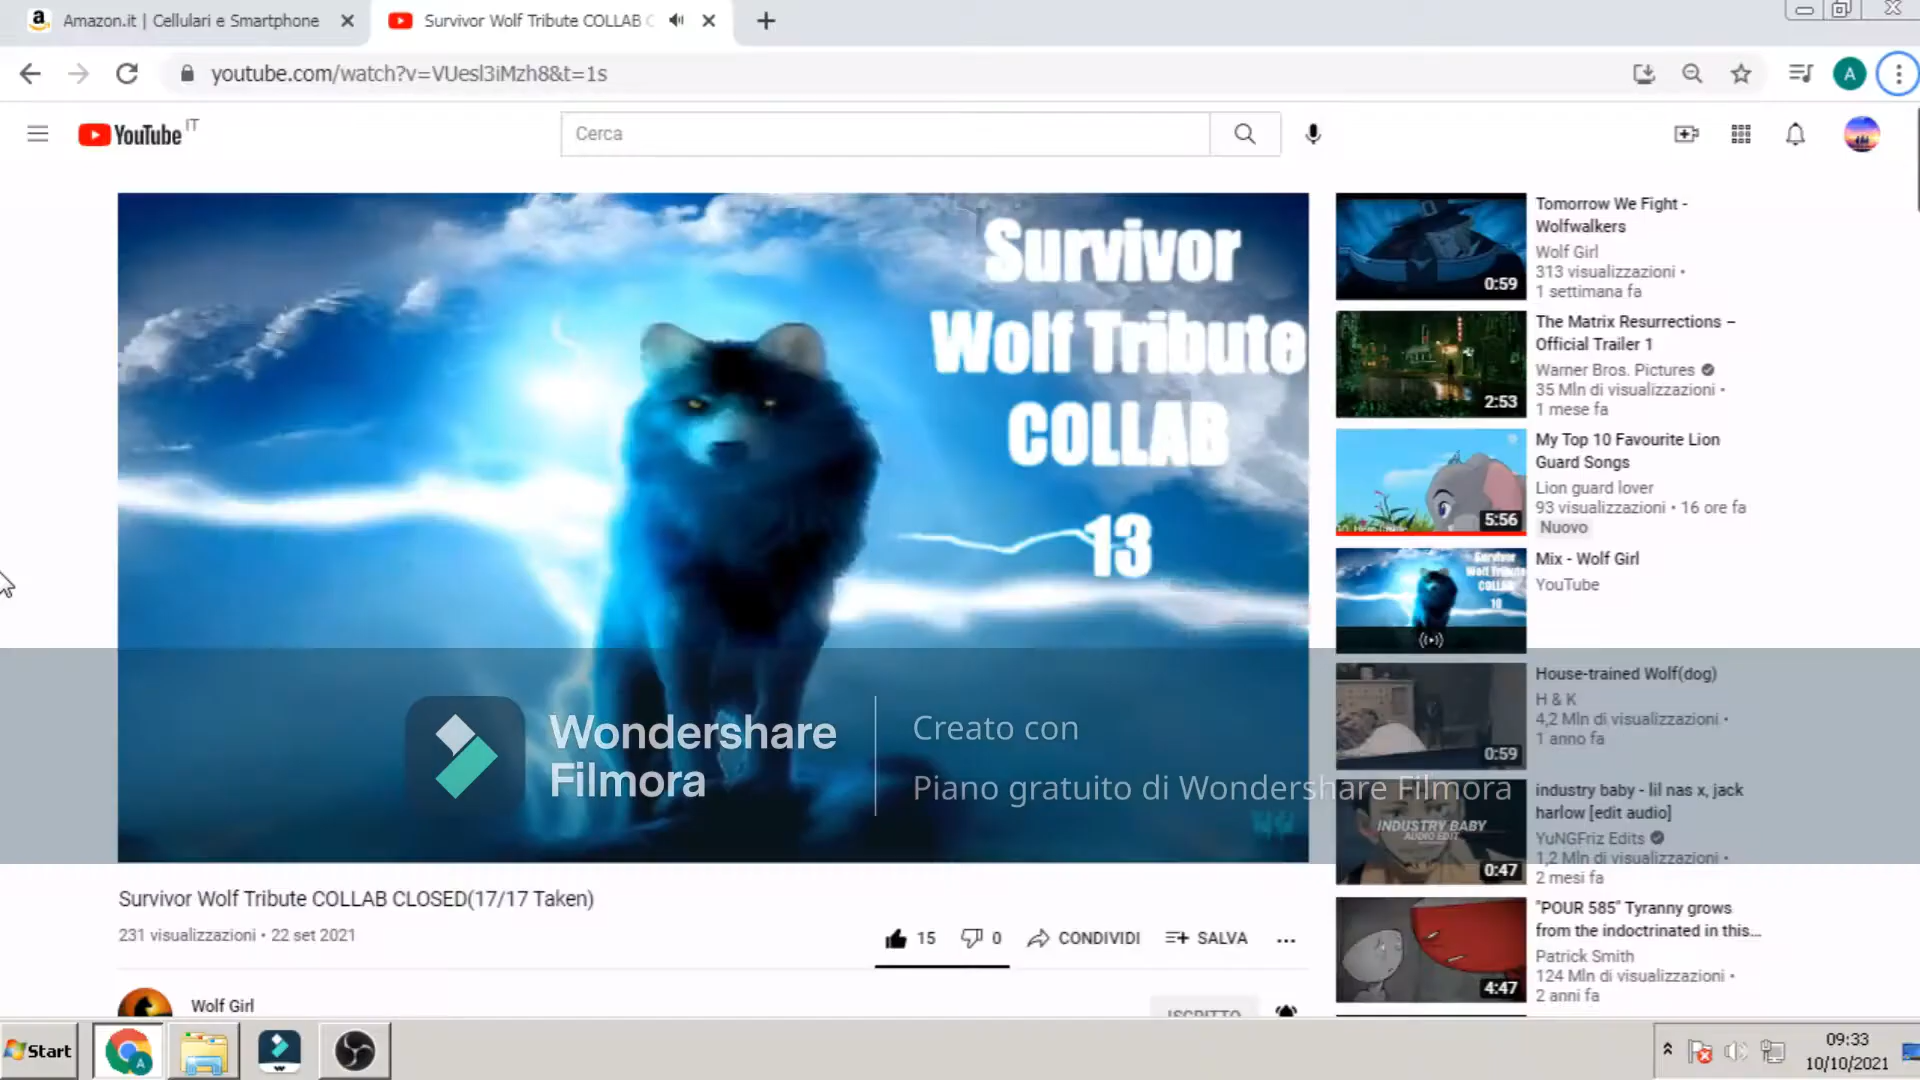 Amazon.it | Cellulari e Smartphone
Survivor Wolf Tribute COLLAB C
youtube.com/watch?v=VUesl3iMzh8&t=1s
A
YouTube IT
Cerca
Survivor
Wolf Tribute
COLLAB
13
Wondershare
Filmora
Creato con
Piano gratuito di Wondershare Filmora
Survivor Wolf Tribute COLLAB CLOSED(17/17 Taken)
231 visualizzazioni • 22 set 2021
15
0
CONDIVIDI
SALVA
Wolf Girl
ISCRITTO
Tomorrow We Fight -
Wolfwalkers
Wolf Girl
313 visualizzazioni •
1 settimana fa
0:59
The Matrix Resurrections –
Official Trailer 1
Warner Bros. Pictures
35 Mln di visualizzazioni •
1 mese fa
2:53
My Top 10 Favourite Lion
Guard Songs
Lion guard lover
93 visualizzazioni • 16 ore fa
Nuovo
5:56
Mix - Wolf Girl
YouTube
Survivor
Wolf Tribute
COLLAB
10
House-trained Wolf(dog)
H & K
4,2 Mln di visualizzazioni •
1 anno fa
0:59
industry baby - lil nas x, jack
harlow [edit audio]
YuNGFriz Edits
1,2 Mln di visualizzazioni •
2 mesi fa
INDUSTRY BABY
AUDIO EDIT
0:47
"POUR 585" Tyranny grows
from the indoctrinated in this...
Patrick Smith
124 Mln di visualizzazioni •
2 anni fa
4:47
Start
09:33
10/10/2021